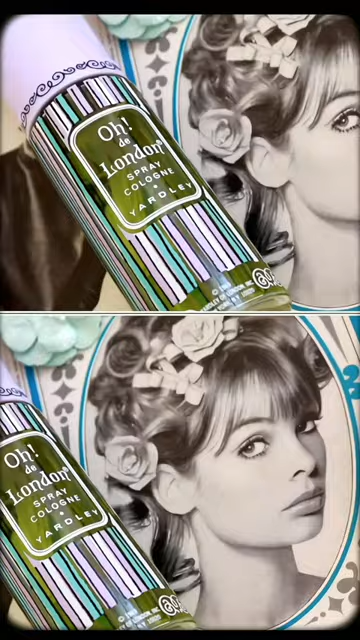 Oh!
de
London®
SPRAY
COLOGNE
•
YARDLEY
Oh!
de
London®
SPRAY
COLOGNE
•
YARDLEY